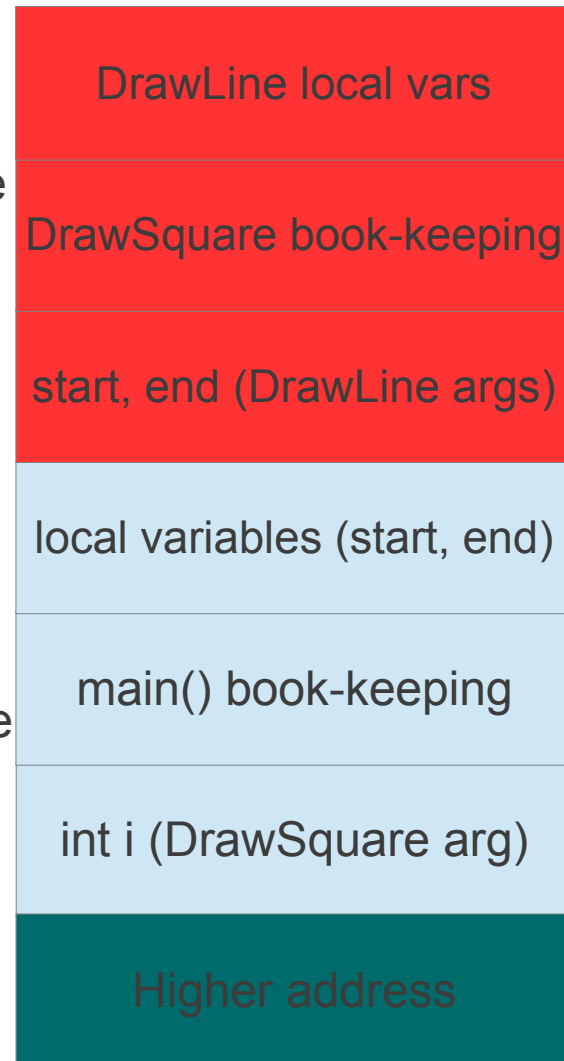 DrawLine local vars
e
DrawSquare book-keeping
start, end (DrawLine args)
local variables (start, end)
main() book-keeping
e
int i (DrawSquare arg)
Higher address